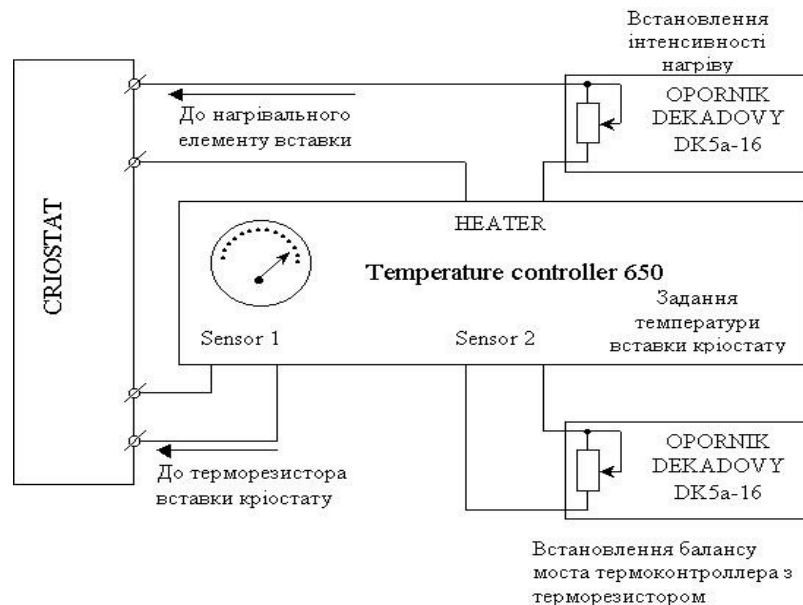 Встановлення
інтенсивності
нагріву
OPORNIK
DEKADOVY
DK5a-16
До нагрівального
елементу вставки
CRIOSTAT
HEATER
Temperature controller 650
Задання
температури
вставки кріостату
Sensor 1
Sensor 2
До терморезистора
вставки кріостату
OPORNIK
DEKADOVY
DK5a-16
Встановлення балансу
моста термоконтроллера з
терморезистором